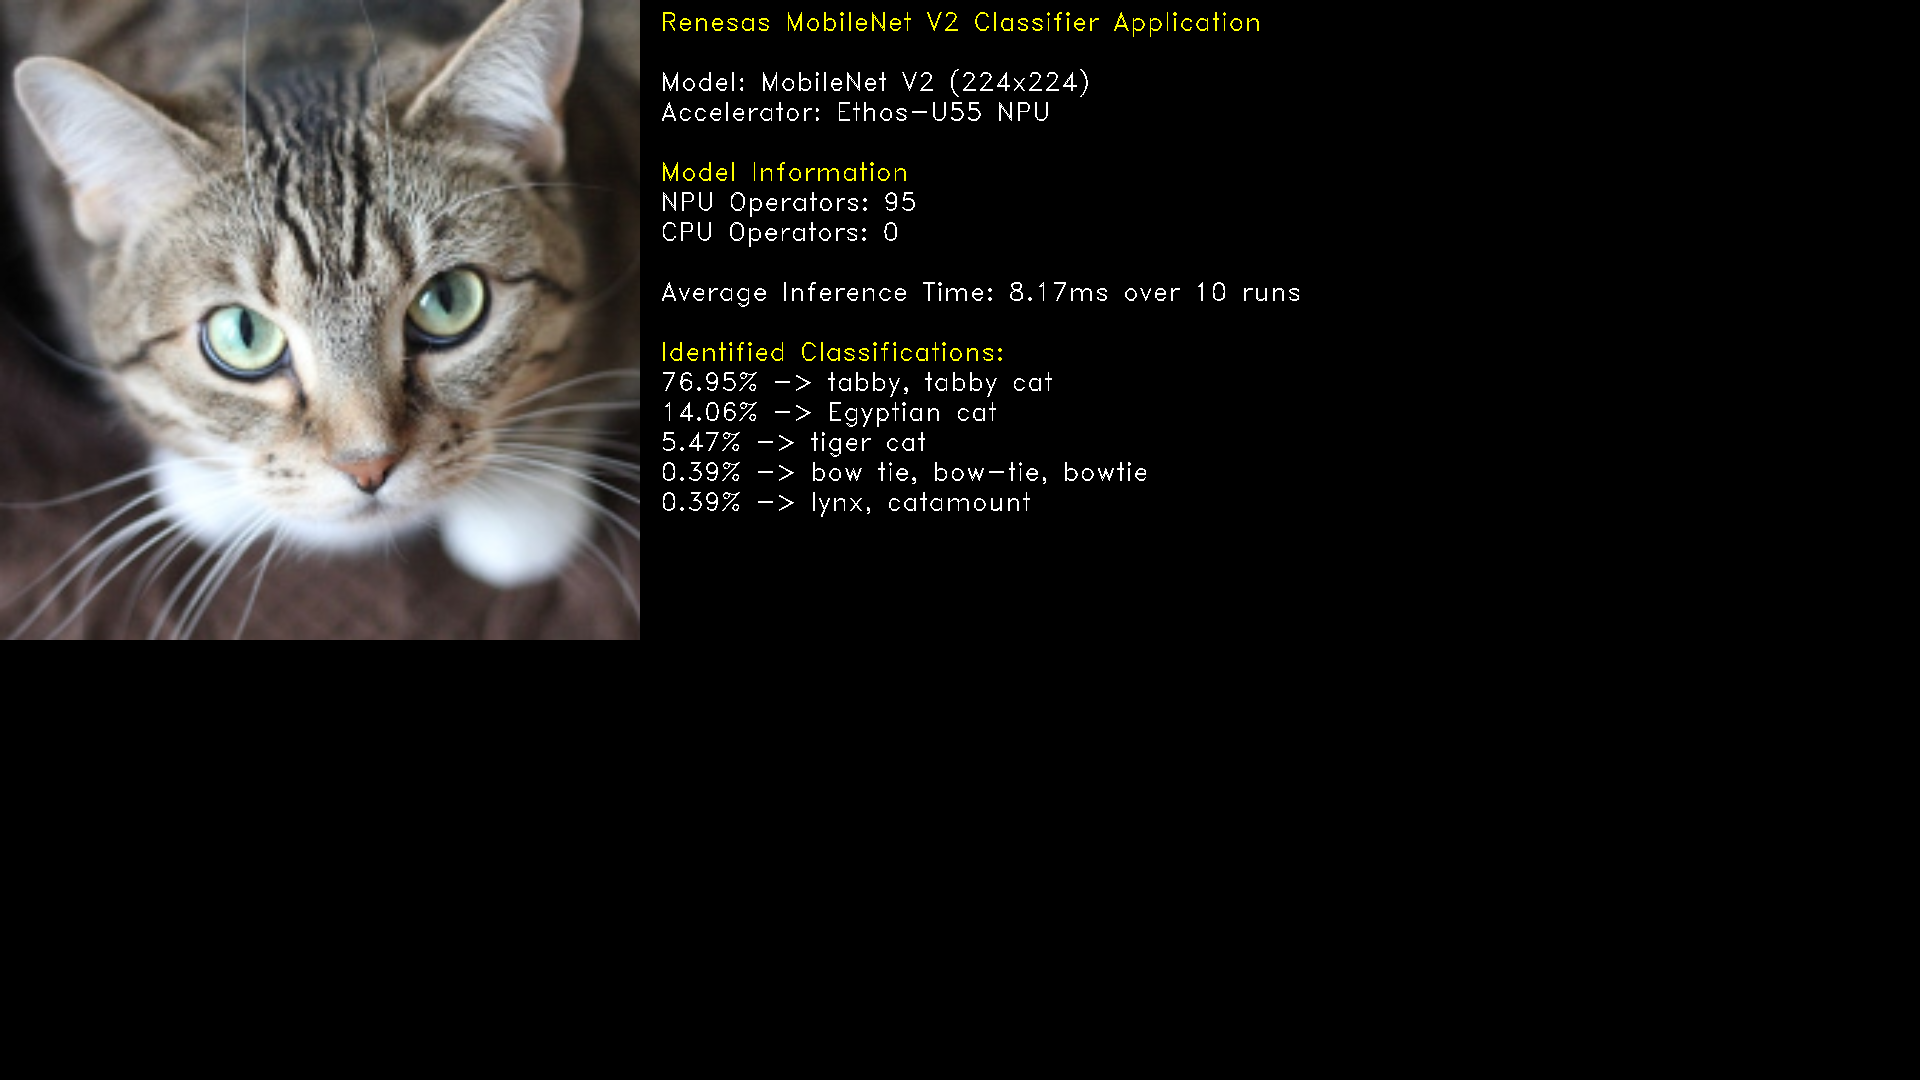 Renesas MobileNet V2 Classifier Application
Model: MobileNet V2 (224x224)
Accelerator: Ethos-U55 NPU
Model Information
NPU Operators: 95
CPU Operators: 0
Average Inference Time: 8.17ms over 10 runs
Identified Classifications:
76.95% -> tabby, tabby cat
14.06% -> Egyptian cat
5.47% -> tiger cat
0.39% -> bow tie, bow-tie, bowtie
0.39% -> lynx, catamount